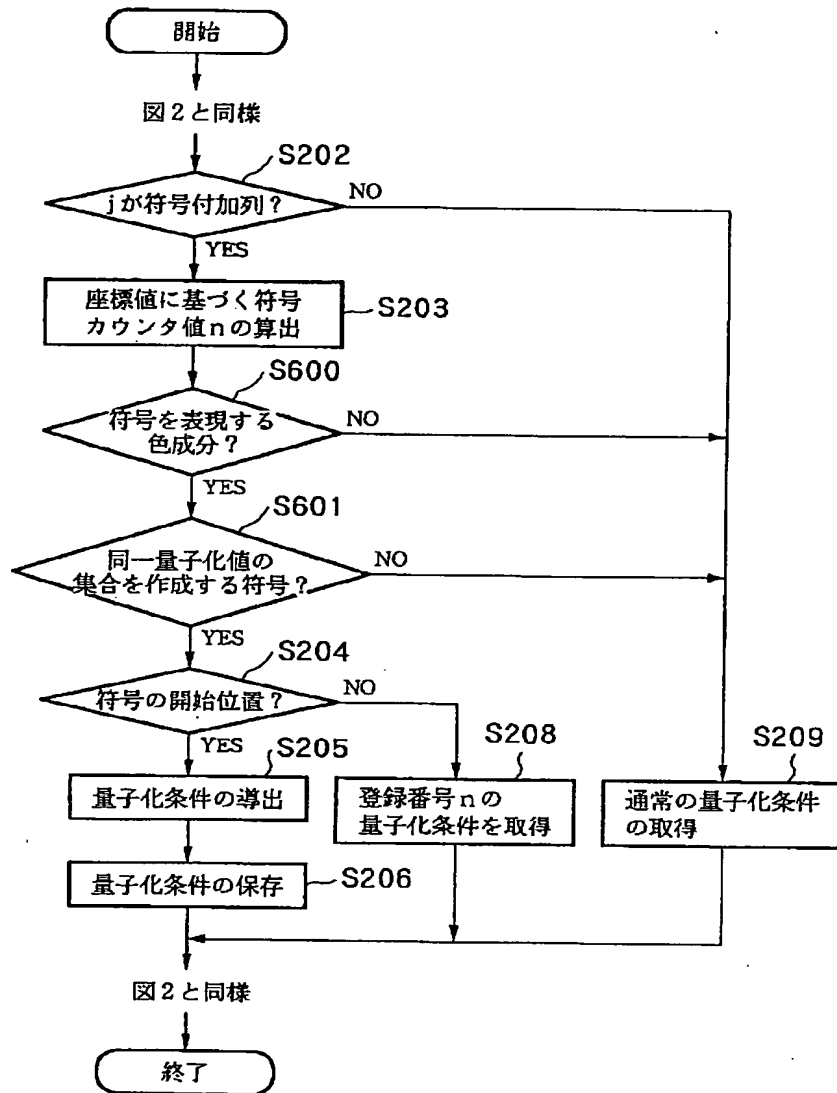 開始
図2と同様
S202
jが符号付加列?
NO
YES
座標値に基づく符号
カウンタ値nの算出
S203
S600
符号を表現する
色成分?
NO
YES
S601
同一量子化値の
集合を作成する符号?
NO
YES
S204
符号の開始位置?
NO
YES
S205
量子化条件の導出
S208
登録番号nの
量子化条件を取得
S209
通常の量子化条件
の取得
量子化条件の保存
S206
図2と同様
終了